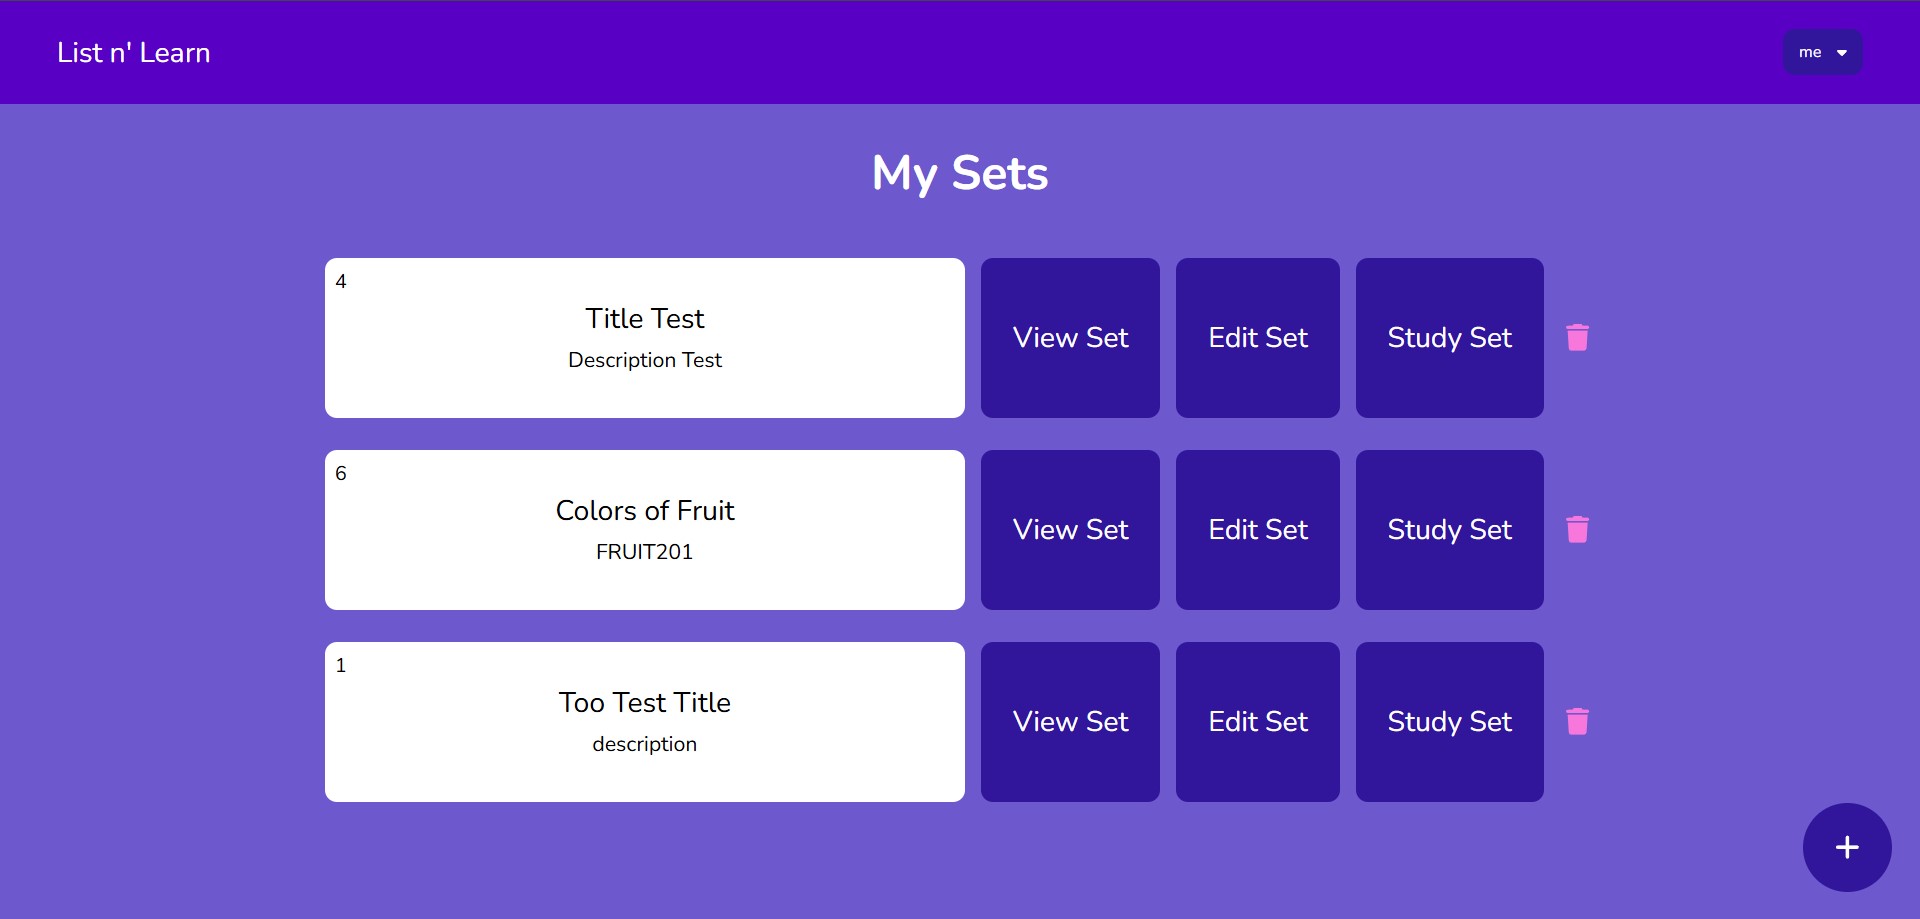 List n' Learn
me
My Sets
4
Title Test
Description Test
View Set
Edit Set
Study Set
6
Colors of Fruit
FRUIT201
View Set
Edit Set
Study Set
1
Too Test Title
description
View Set
Edit Set
Study Set